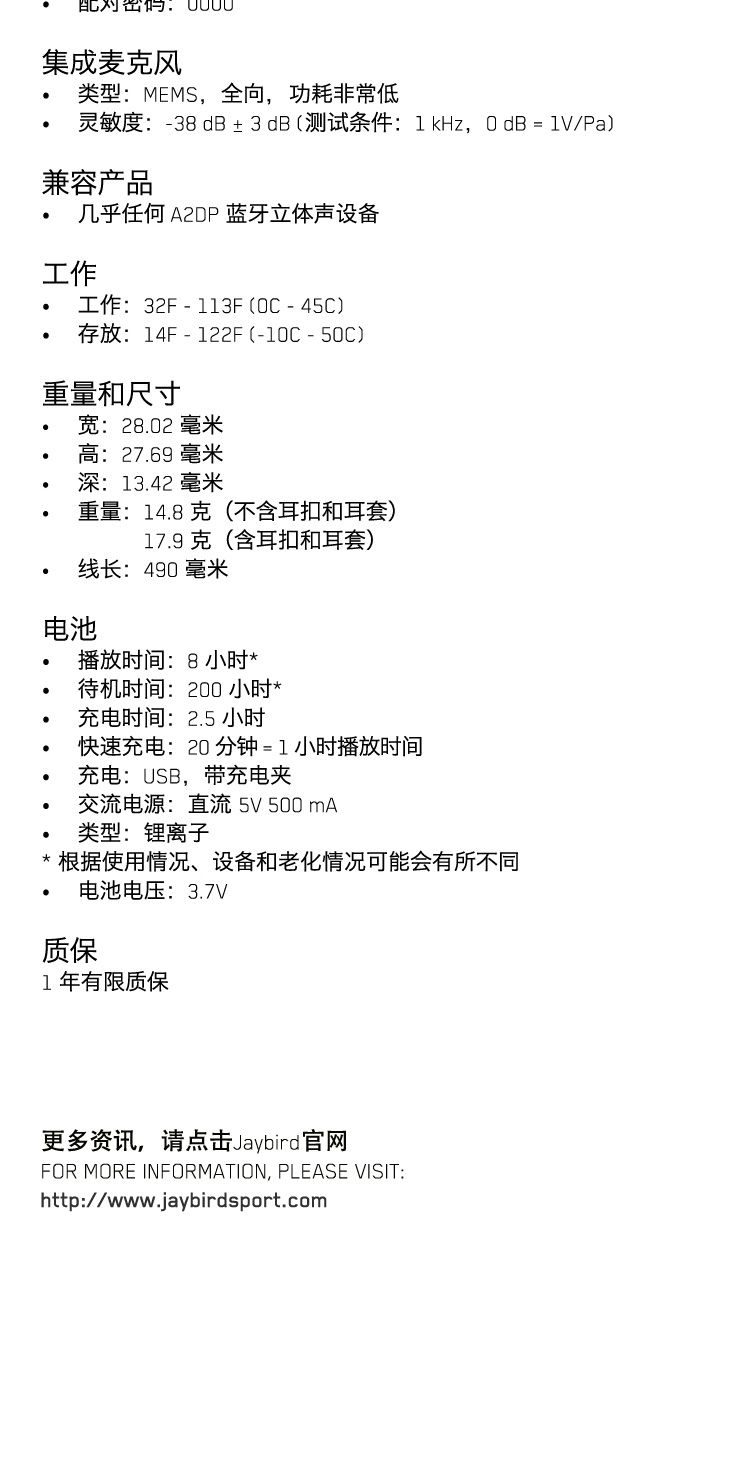 • 配对密码：0000
集成麦克风
• 类型：MEMS，全向，功耗非常低
• 灵敏度：-38 dB ± 3 dB (测试条件：1 kHz，0 dB = 1V/Pa)
兼容产品
• 几乎任何 A2DP 蓝牙立体声设备
工作
• 工作：32F - 113F (0C - 45C)
• 存放：14F - 122F (-10C - 50C)
重量和尺寸
• 宽：28.02 毫米
• 高：27.69 毫米
• 深：13.42 毫米
• 重量：14.8 克（不含耳扣和耳套）
17.9 克（含耳扣和耳套）
• 线长：490 毫米
电池
• 播放时间：8 小时*
• 待机时间：200 小时*
• 充电时间：2.5 小时
• 快速充电：20 分钟 = 1 小时播放时间
• 充电：USB，带充电夹
• 交流电源：直流 5V 500 mA
• 类型：锂离子
* 根据使用情况、设备和老化情况可能会有所不同
• 电池电压：3.7V
质保
1 年有限质保
更多资讯，请点击Jaybird官网
FOR MORE INFORMATION, PLEASE VISIT:
http://www.jaybirdsport.com